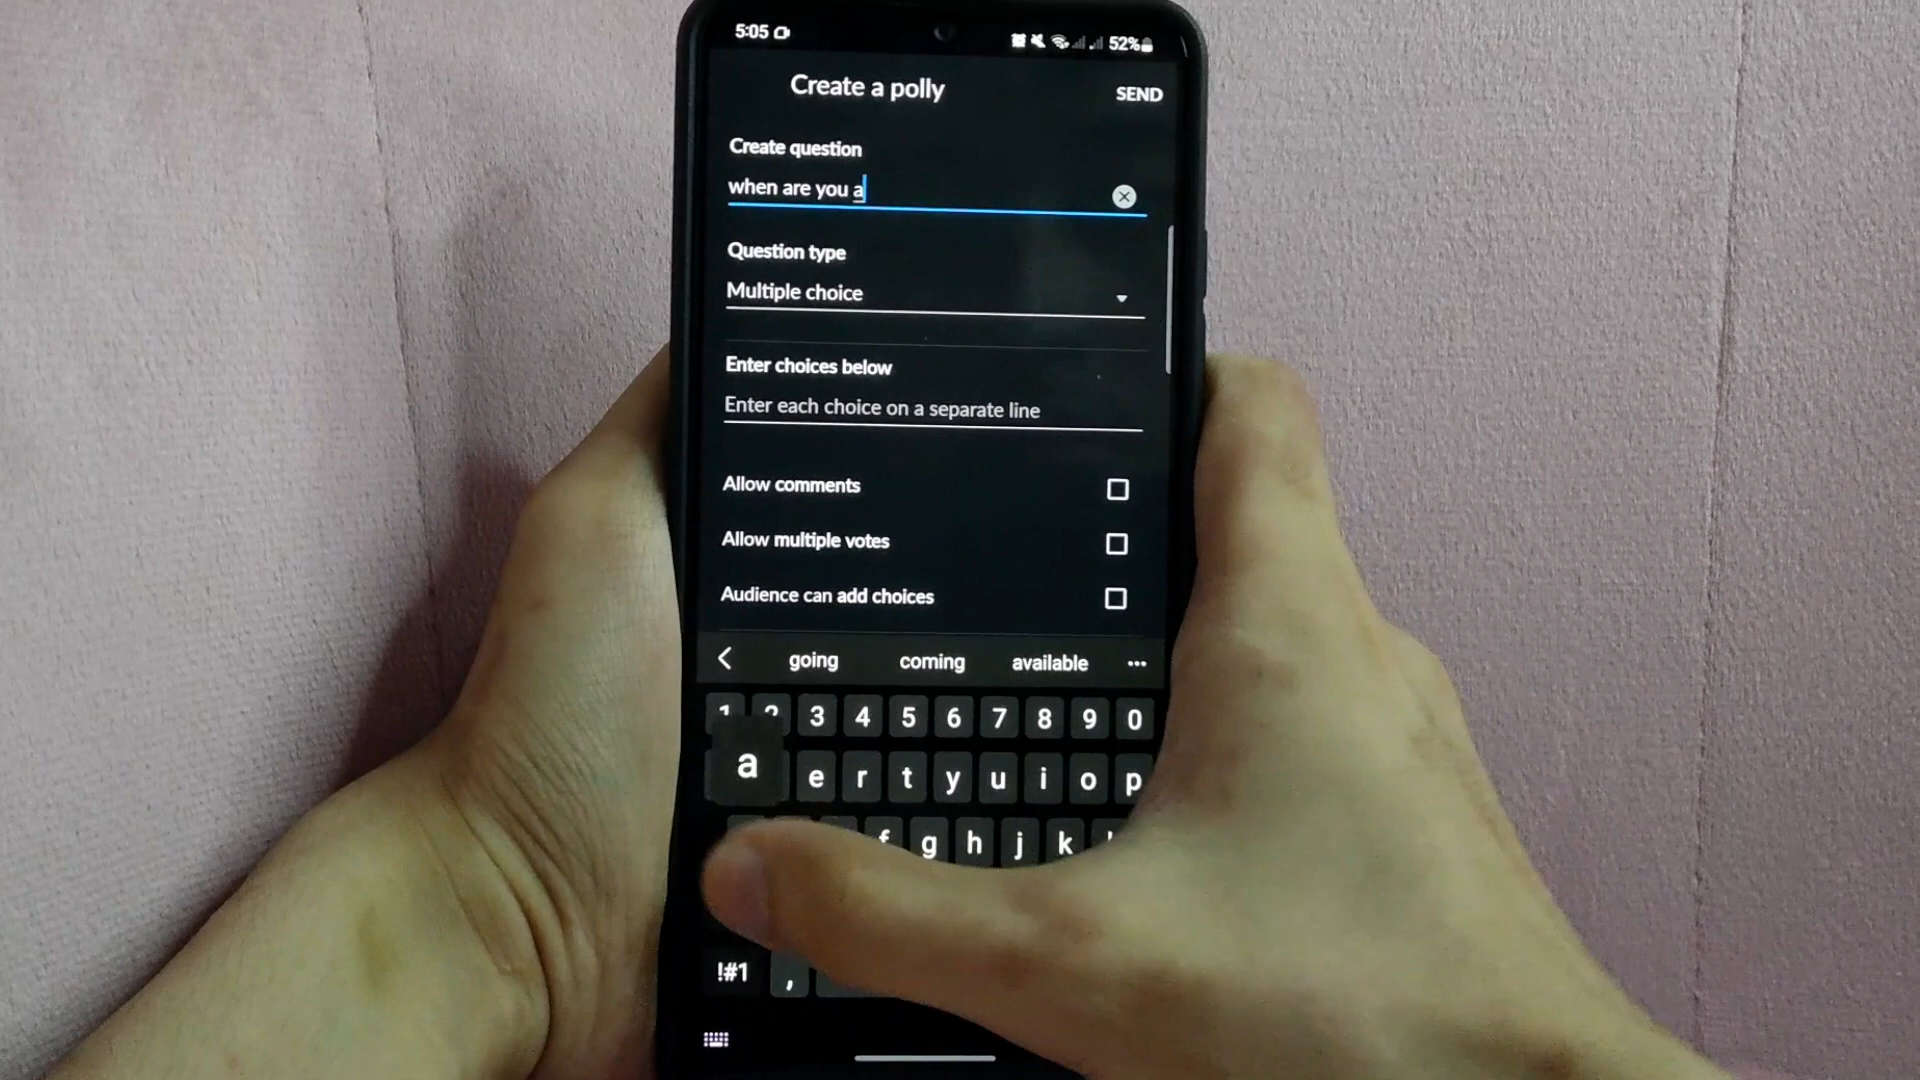 5:05
52%
Create a polly
SEND
Create question
when are you a
Question type
Multiple choice
Enter choices below
Enter each choice on a separate line
Allow comments
Allow multiple votes
Audience can add choices
going coming available •••
1 2 3 4 5 6 7 8 9 0
a e r t y u i o p
f g h j k
!#1 ,